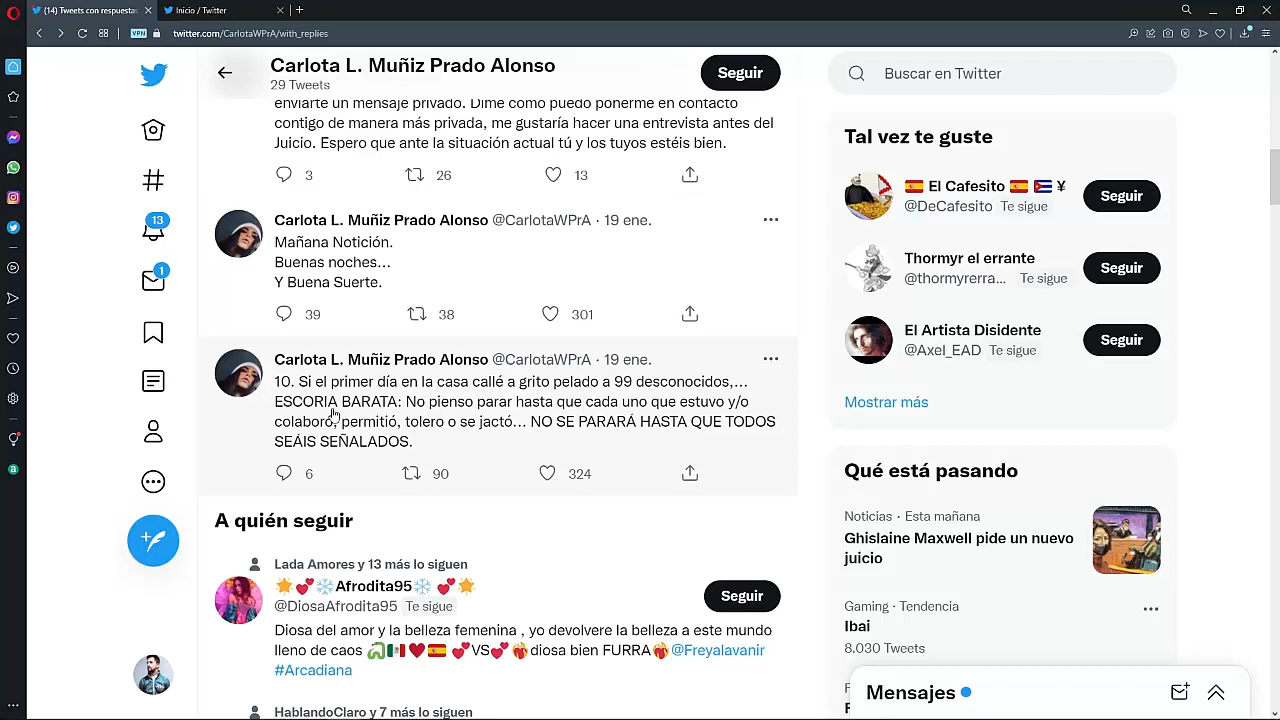 (14) Tweets con respuestas
Inicio / Twitter
VPN
twitter.com/CarlotaWPrA/with_replies
Carlota L. Muñiz Prado Alonso
29 Tweets
Seguir
Buscar en Twitter
enviarte un mensaje privado. Dime como puedo ponerme en contacto
contigo de manera más privada, me gustaría hacer una entrevista antes del
Juicio. Espero que ante la situación actual tú y los tuyos estéis bien.
3 26 13
Carlota L. Muñiz Prado Alonso @CarlotaWPrA · 19 ene.
Mañana Notición.
Buenas noches...
Y Buena Suerte.
39 38 301
Carlota L. Muñiz Prado Alonso @CarlotaWPrA · 19 ene.
10. Si el primer día en la casa callé a grito pelado a 99 desconocidos,...
ESCORIA BARATA: No pienso parar hasta que cada uno que estuvo y/o
colaboró, permitió, tolero o se jactó... NO SE PARARÁ HASTA QUE TODOS
SEÁIS SEÑALADOS.
6 90 324
A quién seguir
Lada Amores y 13 más lo siguen
Afrodita95
@DiosaAfrodita95 Te sigue
Seguir
Diosa del amor y la belleza femenina , yo devolvere la belleza a este mundo
lleno de caos VS diosa bien FURRA @Freyalavanir
#Arcadiana
HablandoClaro y 7 más lo siguen
13
1
Tal vez te guste
El Cafesito ¥
@DeCafesito Te sigue
Seguir
Thormyr el errante
@thormyrerra... Te sigue
Seguir
El Artista Disidente
@Axel_EAD Te sigue
Seguir
Mostrar más
Qué está pasando
Noticias · Esta mañana
Ghislaine Maxwell pide un nuevo
juicio
Gaming · Tendencia
Ibai
8.030 Tweets
Mensajes